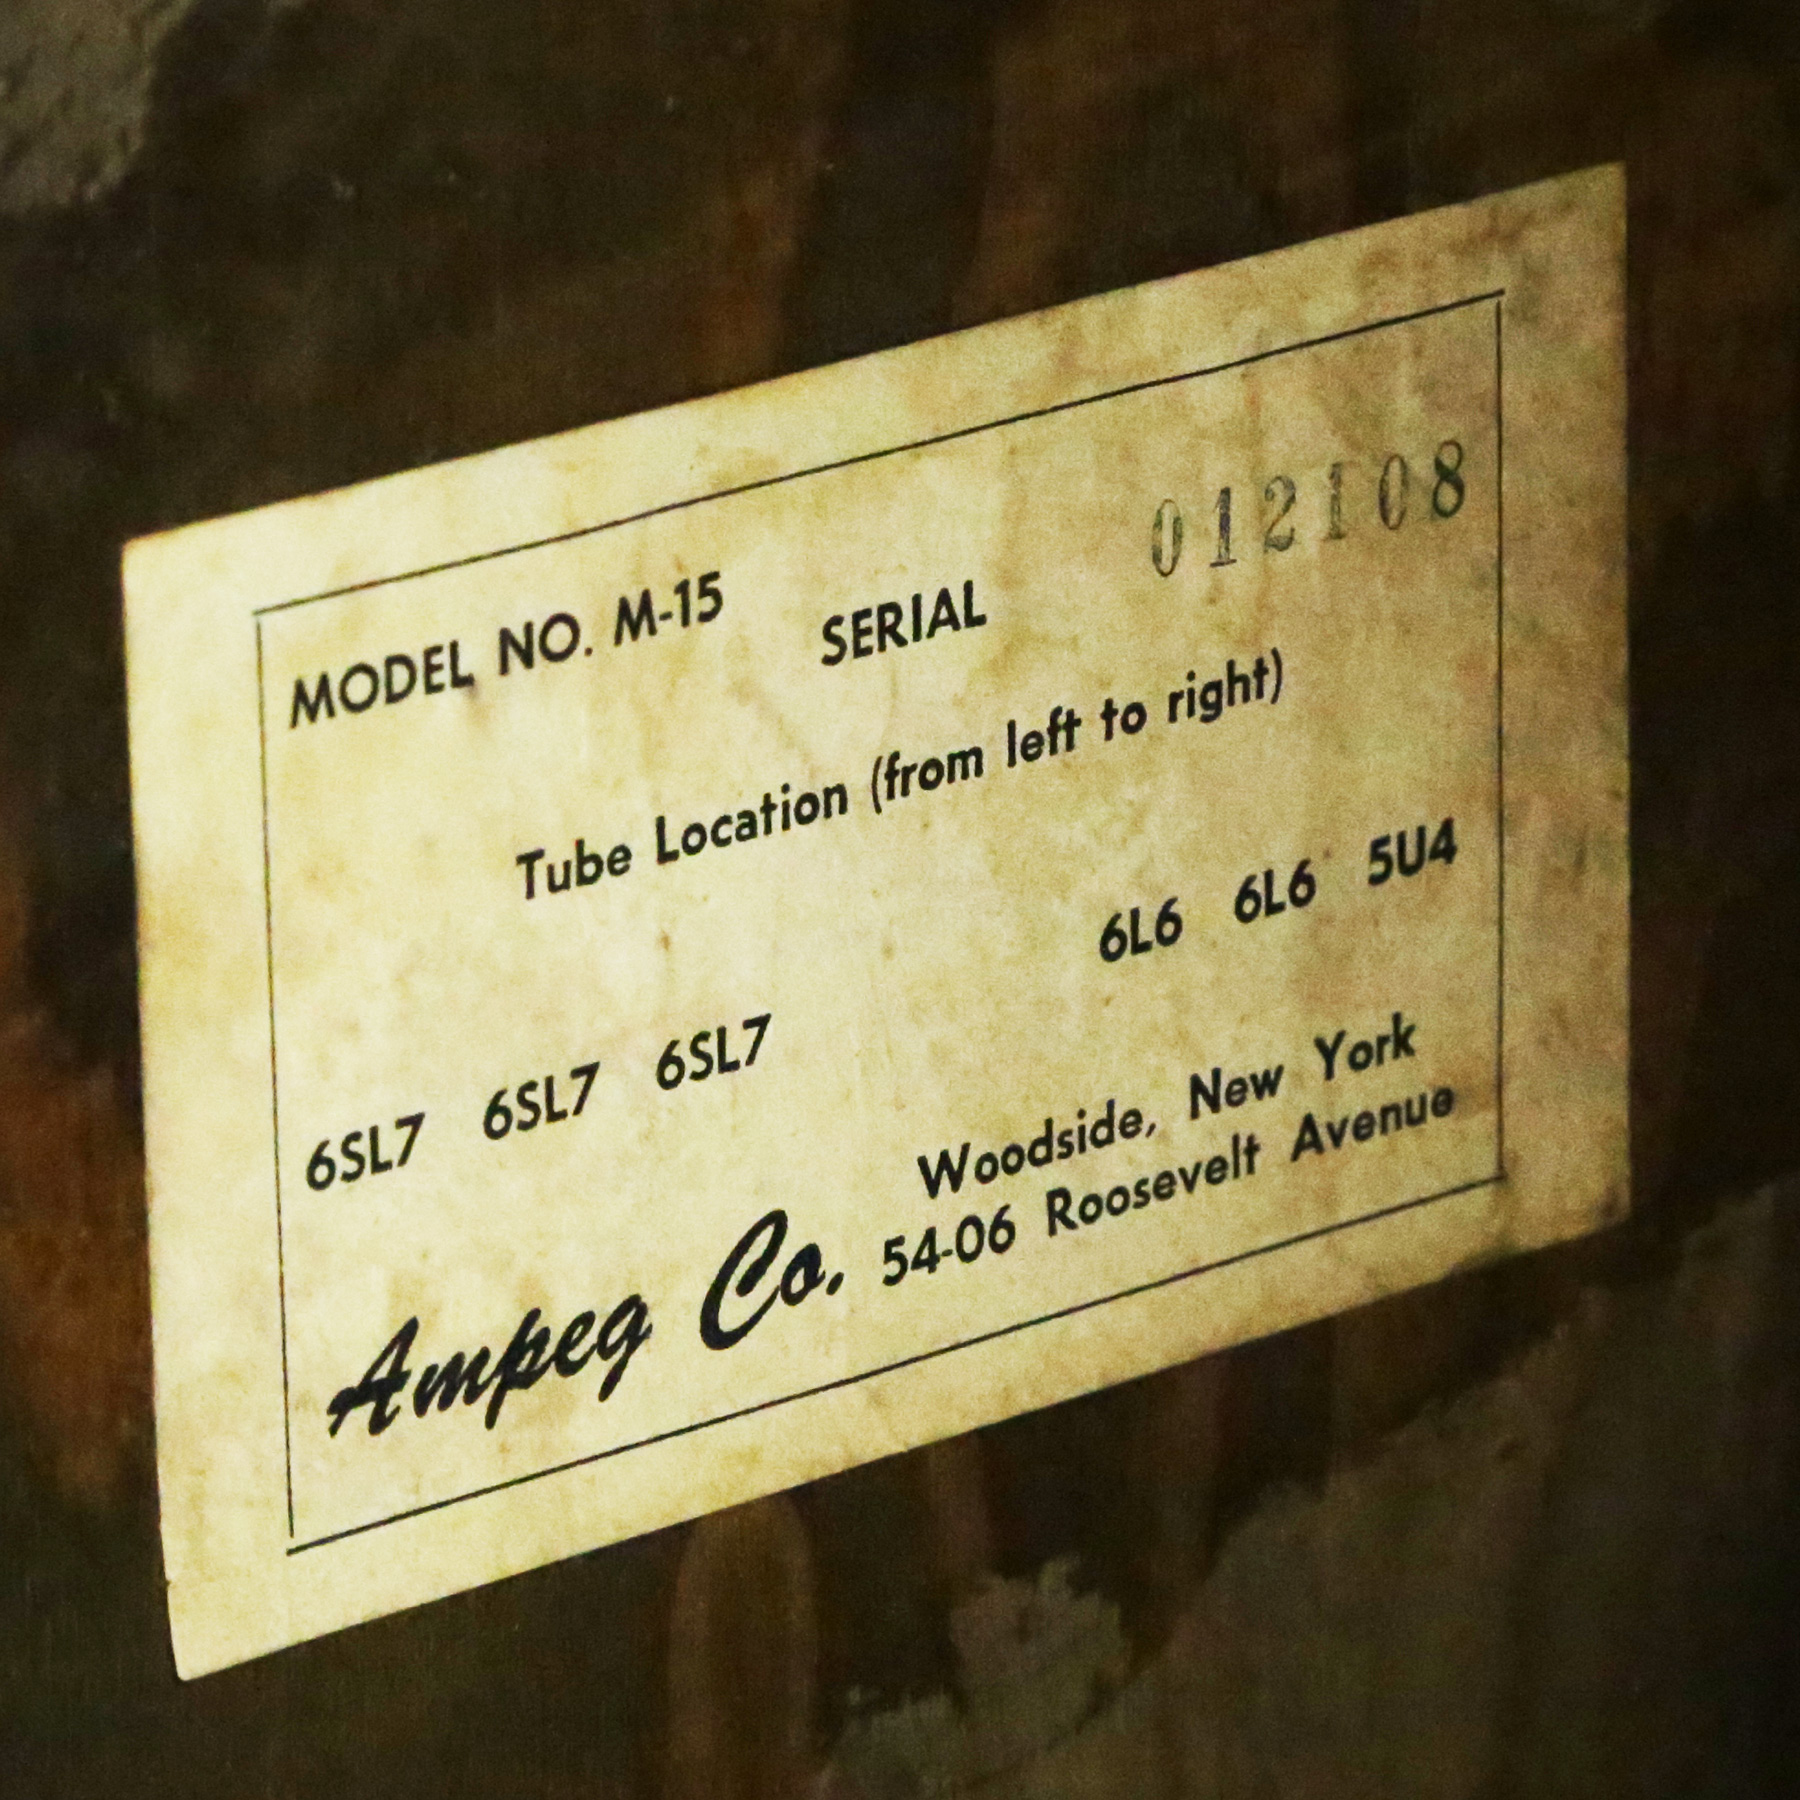 MODEL NO. M-15 SERIAL 012108
Tube Location (from left to right)
6SL7 6SL7 6SL7 6L6 6L6 5U4
Woodside, New York
Ampeg Co. 54-06 Roosevelt Avenue